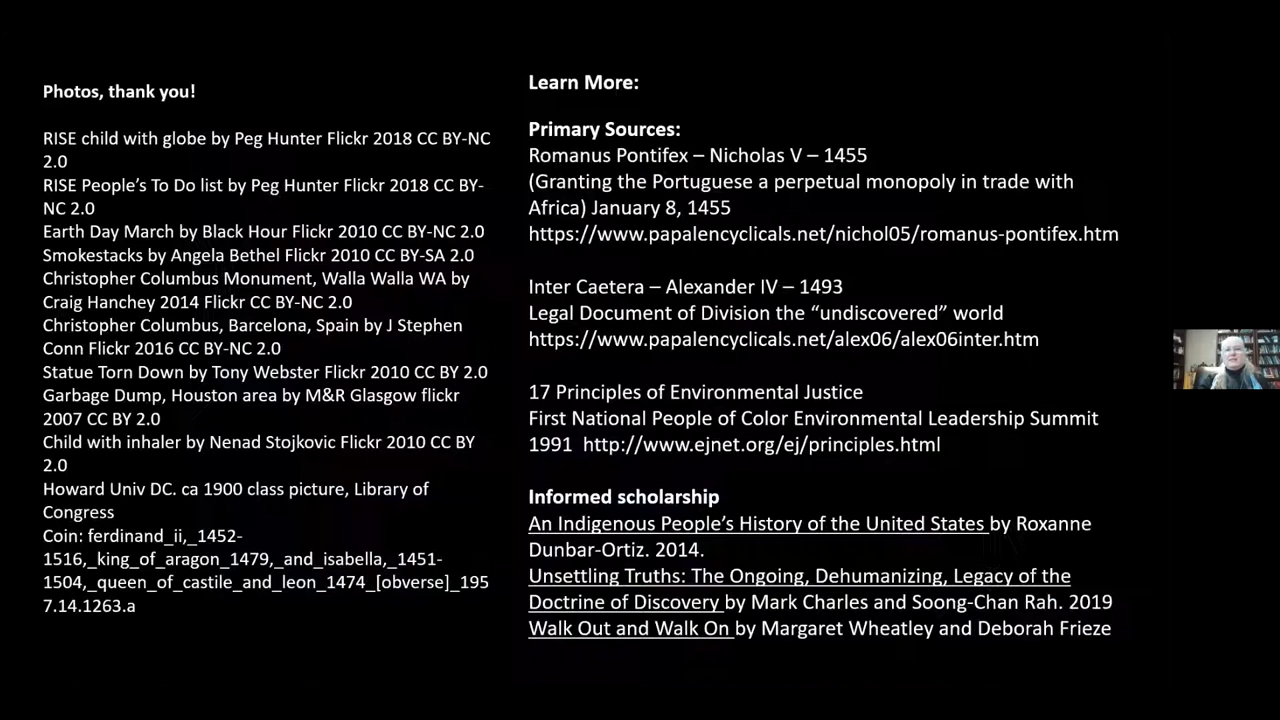 Photos, thank you!
RISE child with globe by Peg Hunter Flickr 2018 CC BY-NC
2.0
RISE People's To Do list by Peg Hunter Flickr 2018 CC BY-
NC 2.0
Earth Day March by Black Hour Flickr 2010 CC BY-NC 2.0
Smokestacks by Angela Bethel Flickr 2010 CC BY-SA 2.0
Christopher Columbus Monument, Walla Walla WA by
Craig Hanchey 2014 Flickr CC BY-NC 2.0
Christopher Columbus, Barcelona, Spain by J Stephen
Conn Flickr 2016 CC BY-NC 2.0
Statue Torn Down by Tony Webster Flickr 2010 CC BY 2.0
Garbage Dump, Houston area by M&R Glasgow flickr
2007 CC BY 2.0
Child with inhaler by Nenad Stojkovic Flickr 2010 CC BY
2.0
Howard Univ DC. ca 1900 class picture, Library of
Congress
Coin: ferdinand_ii,_1452-
1516,_king_of_aragon_1479,_and_isabella,_1451-
1504,_queen_of_castile_and_leon_1474_[obverse]_195
7.14.1263.a
Learn More:
Primary Sources:
Romanus Pontifex – Nicholas V – 1455
(Granting the Portuguese a perpetual monopoly in trade with
Africa) January 8, 1455
https://www.papalencyclicals.net/nichol05/romanus-pontifex.htm
Inter Caetera – Alexander IV – 1493
Legal Document of Division the “undiscovered” world
https://www.papalencyclicals.net/alex06/alex06inter.htm
17 Principles of Environmental Justice
First National People of Color Environmental Leadership Summit
1991 http://www.ejnet.org/ej/principles.html
Informed scholarship
An Indigenous People's History of the United States by Roxanne
Dunbar-Ortiz. 2014.
Unsettling Truths: The Ongoing, Dehumanizing, Legacy of the
Doctrine of Discovery by Mark Charles and Soong-Chan Rah. 2019
Walk Out and Walk On by Margaret Wheatley and Deborah Frieze